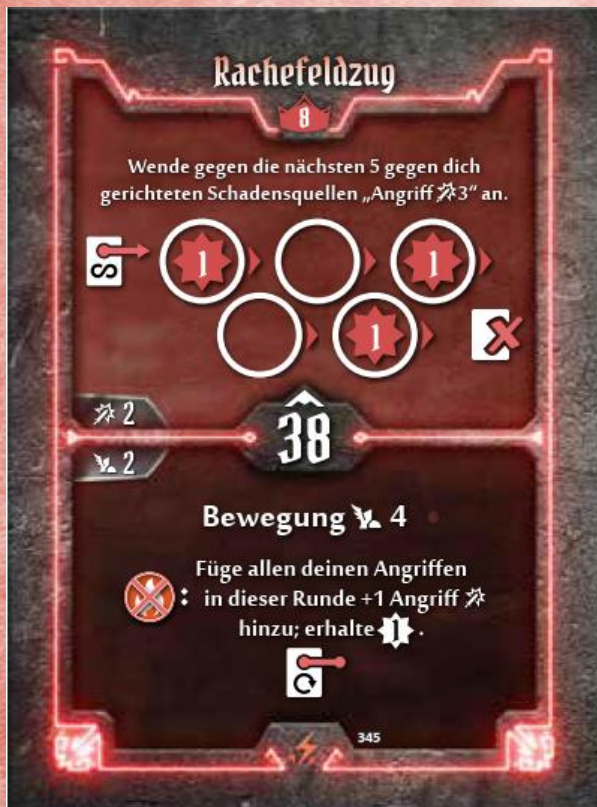 Rachefeldzug
8
Wende gegen die nächsten 5 gegen dich
gerichteten Schadensquellen „Angriff 3“ an.
1 1
1
2
38
2
Bewegung 4
Füge allen deinen Angriffen
: in dieser Runde +1 Angriff
hinzu; erhalte 1 .
345